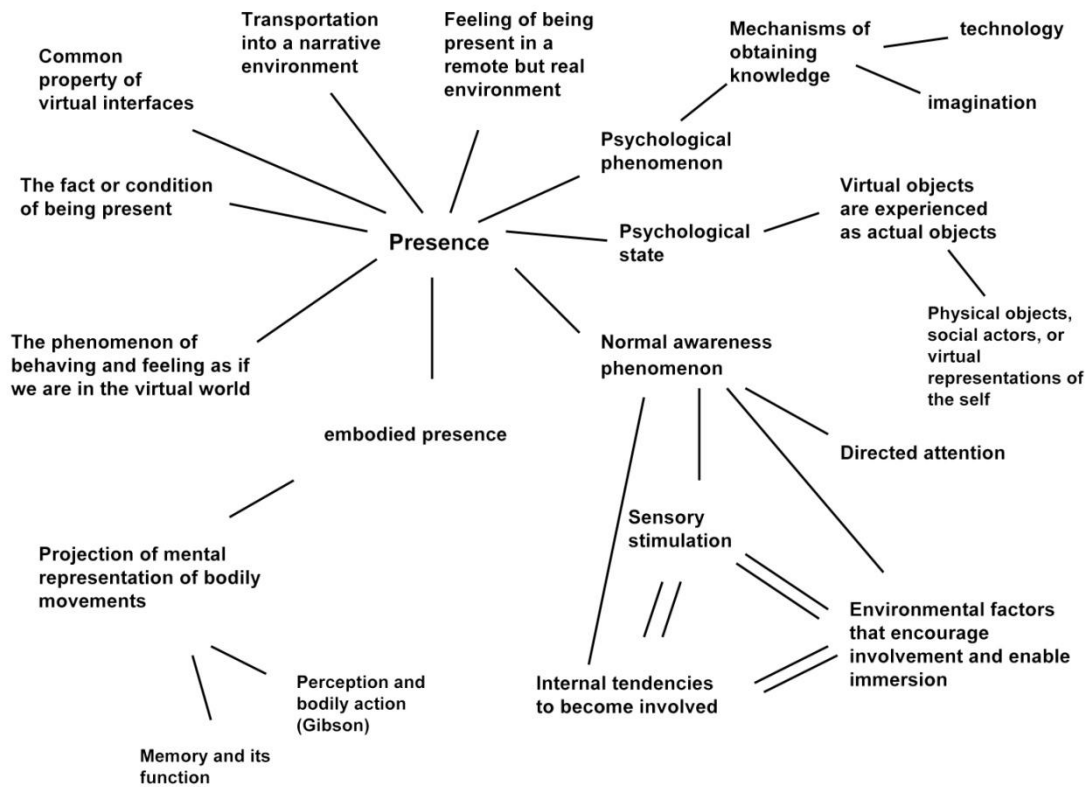 Common
property of
virtual interfaces
Transportation
into a narrative
environment
Feeling of being
present in a
remote but real
environment
Mechanisms of
obtaining
knowledge
technology
imagination
Psychological
phenomenon
The fact or condition
of being present
Presence
Psychological
state
Virtual objects
are experienced
as actual objects
Physical objects,
social actors, or
virtual
representations of
the self
The phenomenon of
behaving and feeling as if
we are in the virtual world
Normal awareness
phenomenon
embodied presence
Directed attention
Sensory
stimulation
Projection of mental
representation of bodily
movements
Environmental factors
that encourage
involvement and enable
immersion
Internal tendencies
to become involved
Perception and
bodily action
(Gibson)
Memory and its
function